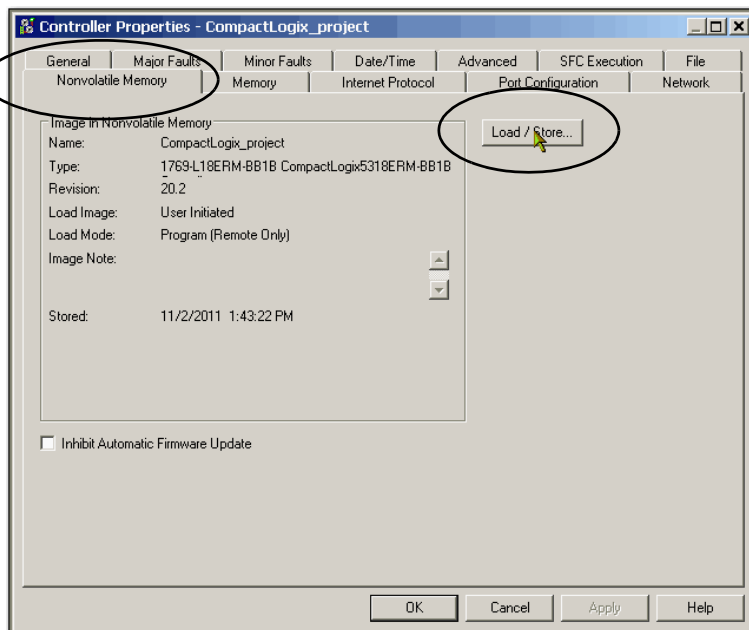 Controller Properties - CompactLogix_project
General Major Faults Minor Faults Date/Time Advanced SFC Execution File
Nonvolatile Memory Memory Internet Protocol Port Configuration Network
Image in Nonvolatile Memory
Name: CompactLogix_project
Load / Store...
Type: 1769-L18ERM-BB1B CompactLogix5318ERM-BB1B
Revision: 20.2
Load Image: User Initiated
Load Mode: Program (Remote Only)
Image Note:
Stored: 11/2/2011 1:43:22 PM
Inhibit Automatic Firmware Update
OK Cancel Apply Help